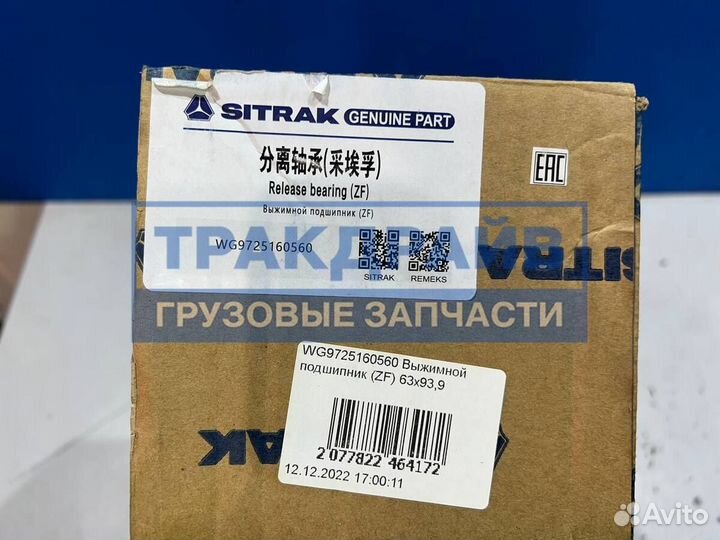 SITRAK GENUINE PART
分离轴承(采埃孚)
Release bearing (ZF)
Выжимной подшипник (ZF)
WG9725160560
SITRAK
REMEKS
EAC
ТРАКДРАЙВ
ГРУЗОВЫЕ ЗАПЧАСТИ
SITRAK
WG9725160560 Выжимной
подшипник (ZF) 63x93,9
2 077822 464172
12.12.2022 17:00:11
RAK
Avito